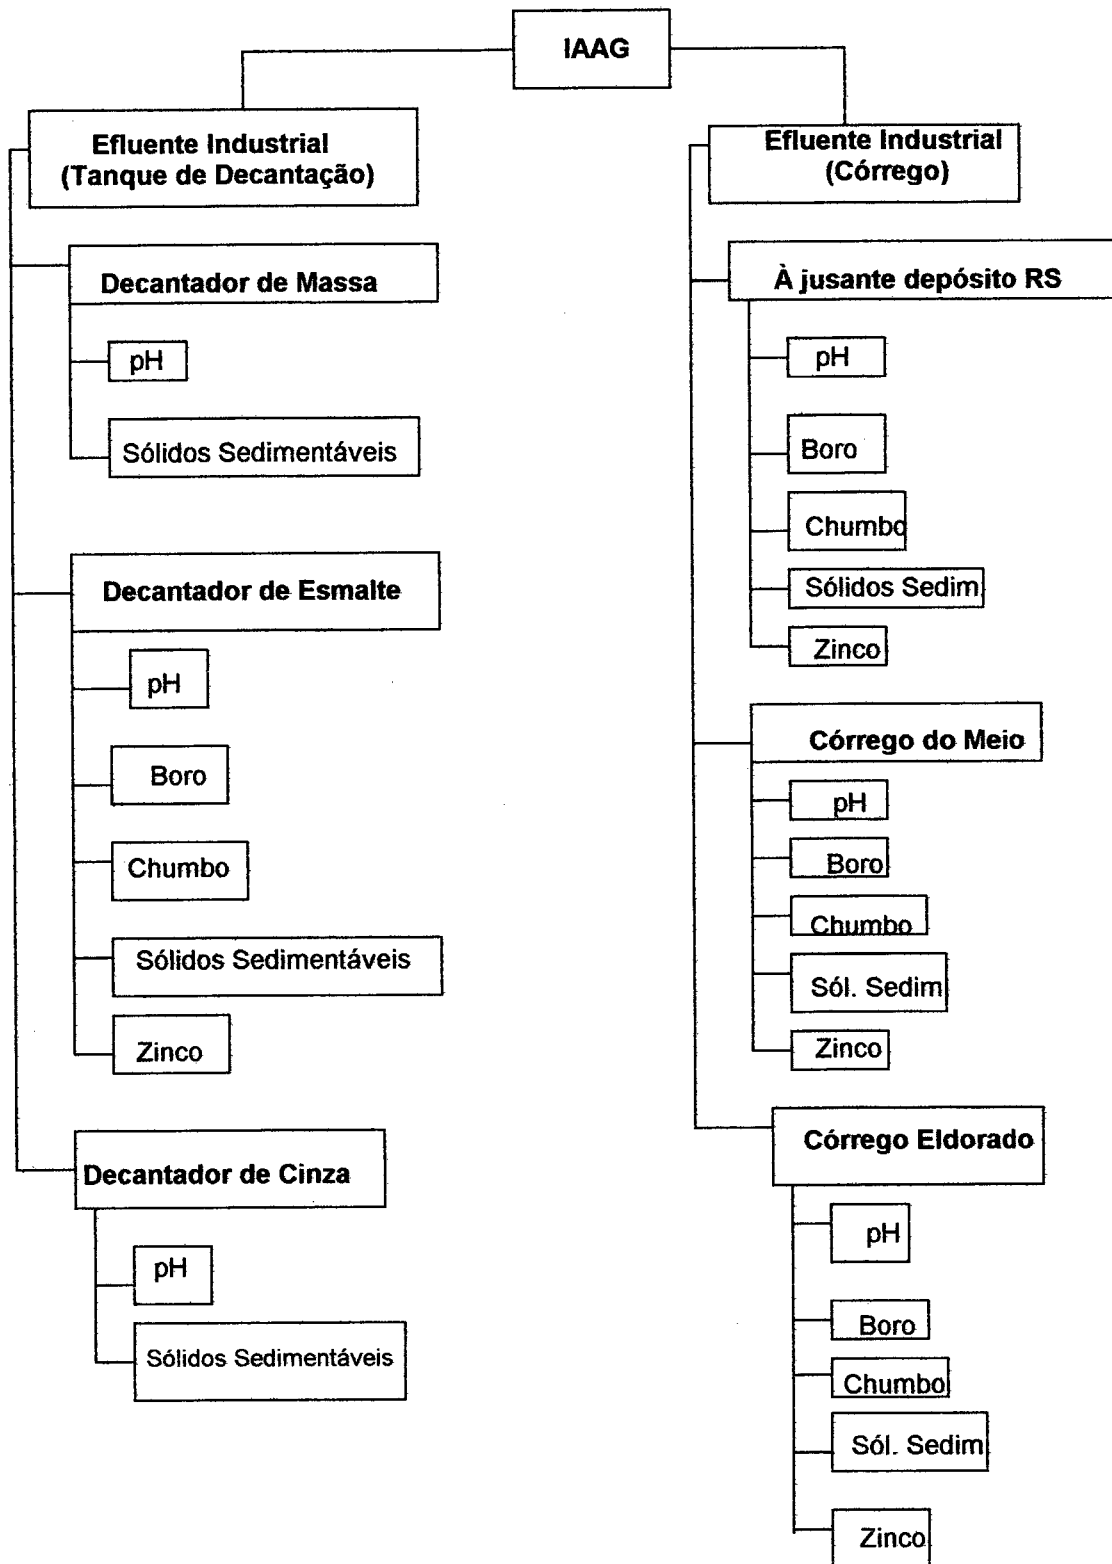 IAAG
Efluente Industrial
(Tanque de Decantação)
Decantador de Massa
pH
Sólidos Sedimentáveis
Decantador de Esmalte
pH
Boro
Chumbo
Sólidos Sedimentáveis
Zinco
Decantador de Cinza
pH
Sólidos Sedimentáveis
Efluente Industrial
(Córrego)
À jusante depósito RS
pH
Boro
Chumbo
Sólidos Sedim.
Zinco
Córrego do Meio
pH
Boro
Chumbo
Sól. Sedim
Zinco
Córrego Eldorado
pH
Boro
Chumbo
Sól. Sedim
Zinco